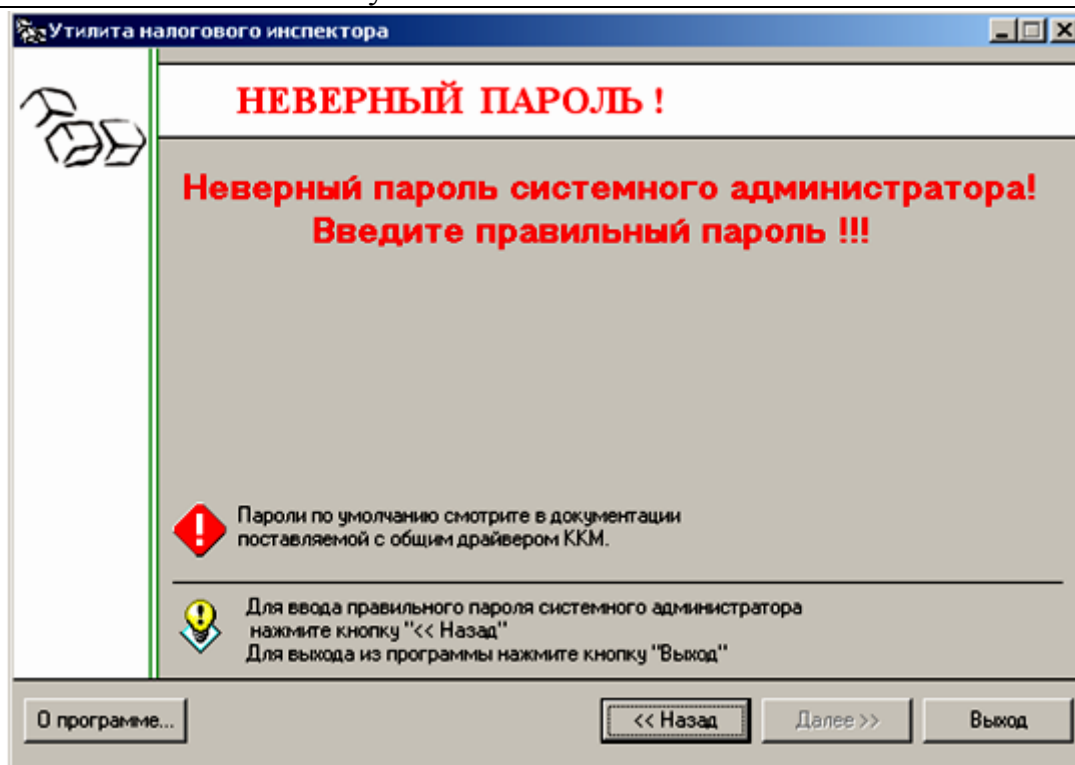 Утилита налогового инспектора
НЕВЕРНЫЙ ПАРОЛЬ !
Неверный пароль системного администратора!
Введите правильный пароль !!!
Пароли по умолчанию смотрите в документации
поставляемой с общим драйвером ККМ.
Для ввода правильного пароля системного администратора
нажмите кнопку "<< Назад"
Для выхода из программы нажмите кнопку "Выход"
О программе... << Назад Далее >> Выход